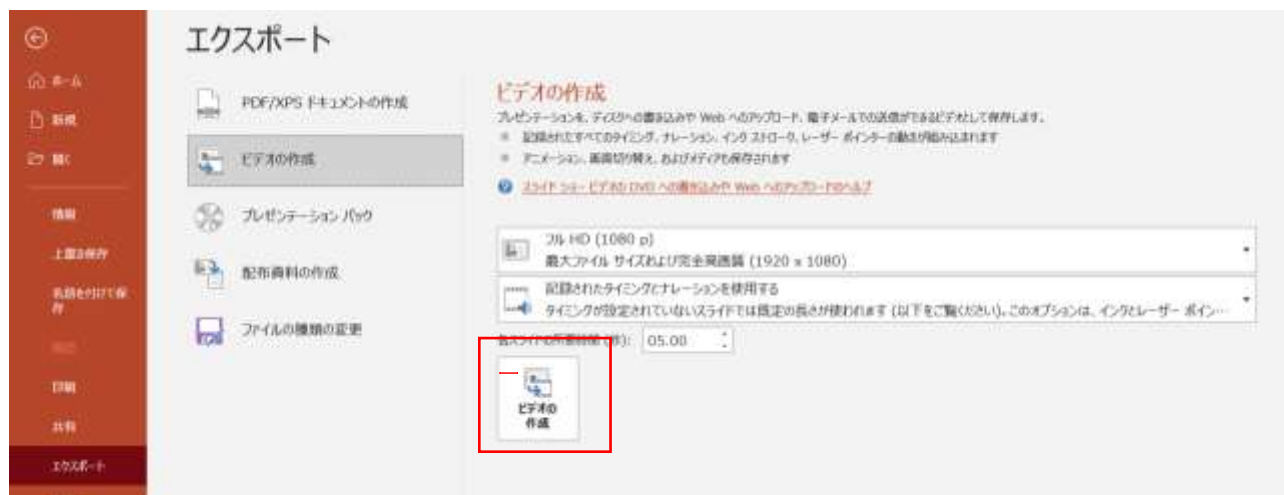 エクスポート
ホーム
新規
開く
情報
上書き保存
名前を付けて保
存
印刷
共有
エクスポート
PDF/XPS ドキュメントの作成
ビデオの作成
プレゼンテーション パック
配布資料の作成
ファイルの種類の変更
ビデオの作成
プレゼンテーションを、ディスクへの書き込みや Web へのアップロード、電子メールでの送信ができるビデオとして保存します。
記録されたすべてのタイミング、ナレーション、インク ストローク、レーザー ポインターの動きが組み込まれます
アニメーション、画面切り替え、およびメディアも保存されます
スライド ショー ビデオの DVD への書き込みや Web へのアップロードのヘルプ
フル HD (1080 p)
最大ファイル サイズおよび完全高画質 (1920 x 1080)
記録されたタイミングとナレーションを使用する
タイミングが設定されていないスライドでは既定の長さが使われます (以下をご覧ください)。このオプションは、インクとレーザー ポイン…
各スライドの所要時間 (秒): 05.00
ビデオの
作成